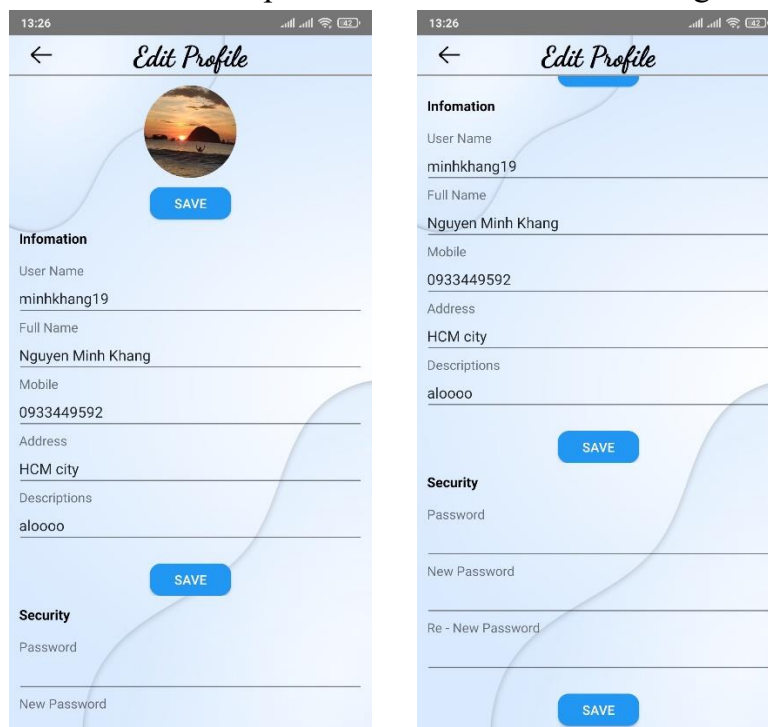 13:26
42
Edit Profile
SAVE
Infomation
User Name
minhkhang19
Full Name
Nguyen Minh Khang
Mobile
0933449592
Address
HCM city
Descriptions
aloooo
SAVE
Security
Password
New Password
13:26
42
Edit Profile
Infomation
User Name
minhkhang19
Full Name
Nguyen Minh Khang
Mobile
0933449592
Address
HCM city
Descriptions
aloooo
SAVE
Security
Password
New Password
Re - New Password
SAVE